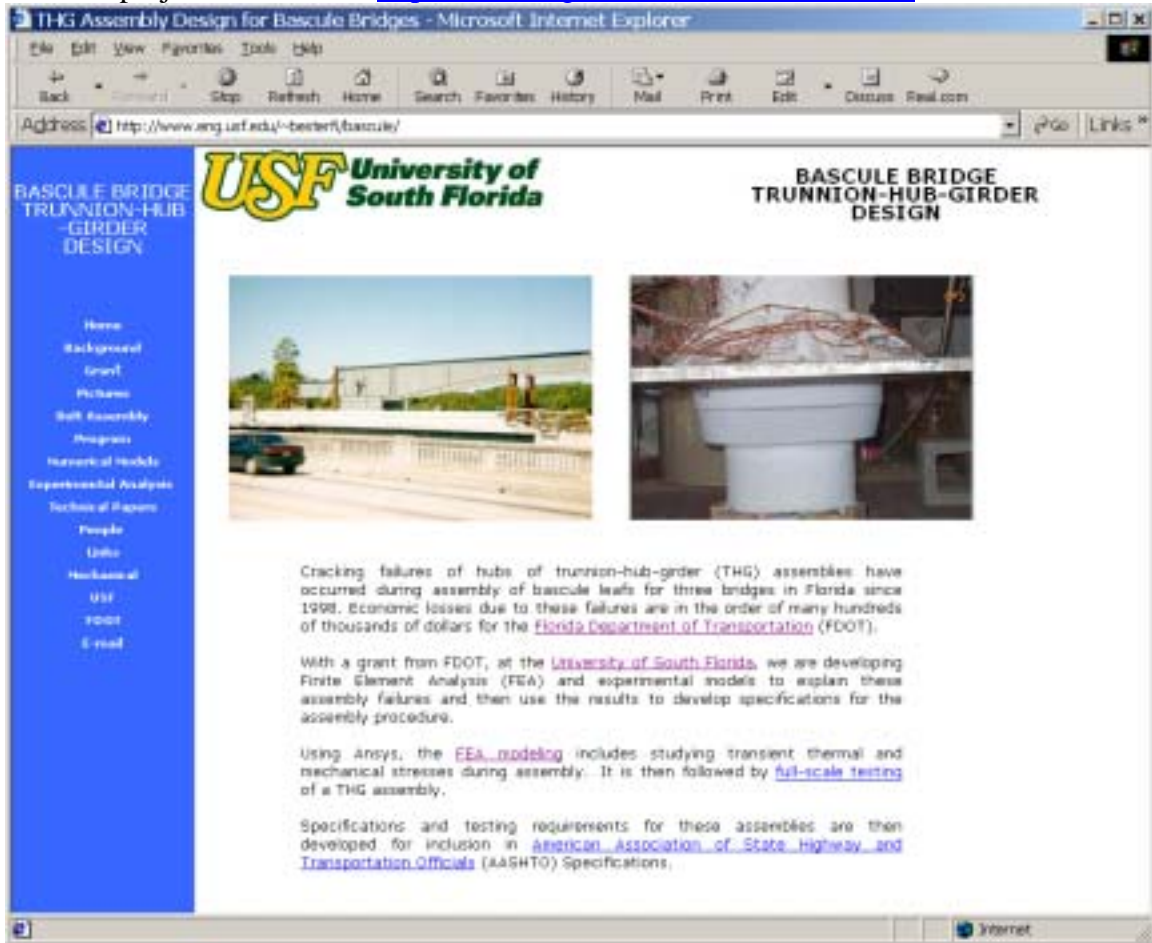 THG Assembly Design for Bascule Bridges - Microsoft Internet Explorer
File Edit View Favorites Tools Help
Back Forward Stop Refresh Home Search Favorites History Mail Print Edit Discuss Real.com
Address http://www.eng.usf.edu/~besterfi/bascule/ Go Links »
BASCULE BRIDGE
TRUNNION-HUB
-GIRDER
DESIGN
Home
Background
Grant
Pictures
Bolt Assembly
Program
Numerical Models
Experimental Analysis
Technical Papers
People
Links
Mechanical
USF
FDOT
E-mail
USF University of
South Florida
BASCULE BRIDGE
TRUNNION-HUB-GIRDER
DESIGN
Cracking failures of hubs of trunnion-hub-girder (THG) assemblies have
occurred during assembly of bascule leafs for three bridges in Florida since
1998. Economic losses due to these failures are in the order of many hundreds
of thousands of dollars for the Florida Department of Transportation (FDOT).
With a grant from FDOT, at the University of South Florida, we are developing
Finite Element Analysis (FEA) and experimental models to explain these
assembly failures and then use the results to develop specifications for the
assembly procedure.
Using Ansys, the FEA modeling includes studying transient thermal and
mechanical stresses during assembly. It is then followed by full-scale testing
of a THG assembly.
Specifications and testing requirements for these assemblies are then
developed for inclusion in American Association of State Highway and
Transportation Officials (AASHTO) Specifications.
Internet